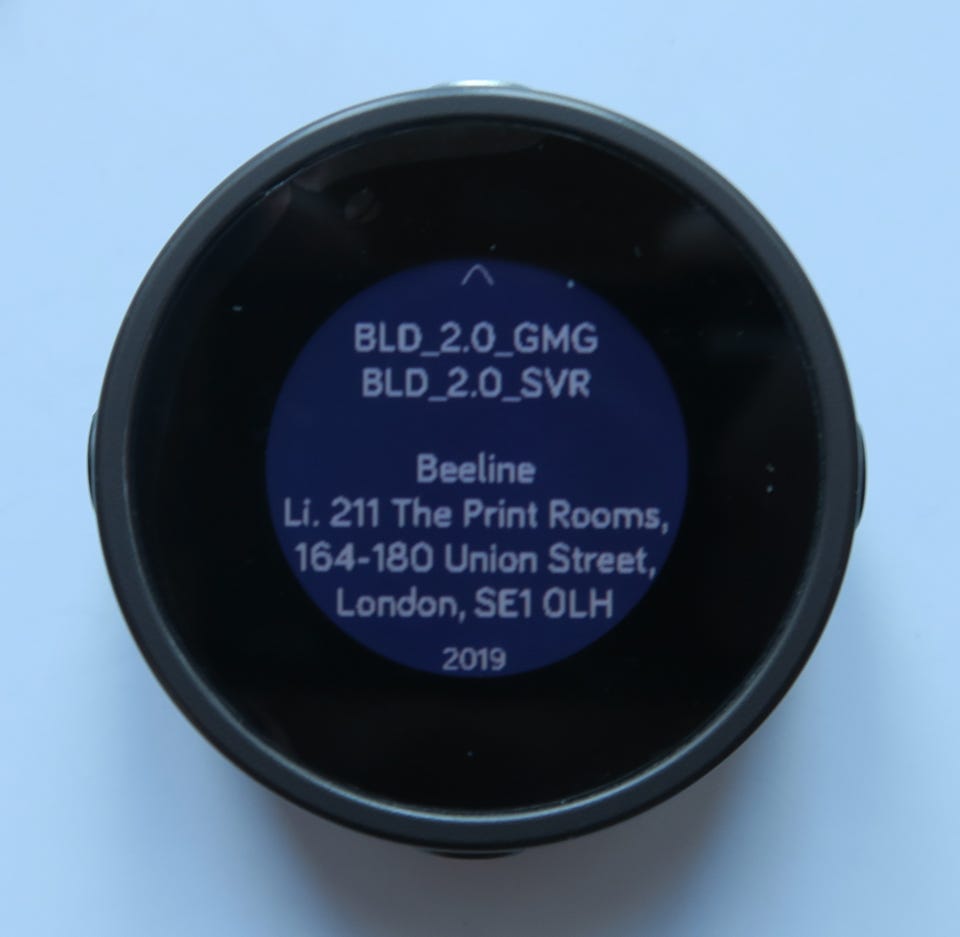 BLD_2.0_GMG
BLD_2.0_SVR
Beeline
Li. 211 The Print Rooms,
164-180 Union Street,
London, SE1 0LH
2019